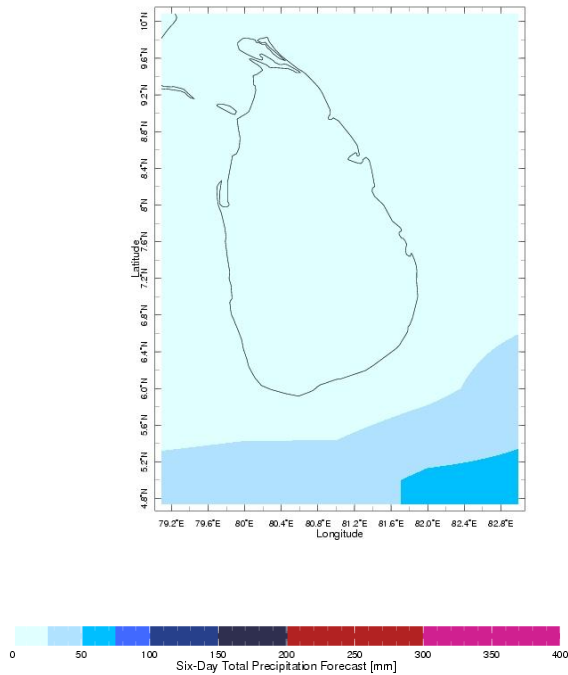 10°N
9.6°N
9.2°N
8.8°N
8.4°N
8°N
7.6°N
7.2°N
6.8°N
6.4°N
6.0°N
5.6°N
5.2°N
4.8°N
Latitude
79.2°E 79.6°E 80°E 80.4°E 80.8°E 81.2°E 81.6°E 82.0°E 82.4°E 82.8°E
Longitude
0 50 100 150 200 250 300 350 400
Six-Day Total Precipitation Forecast [mm]